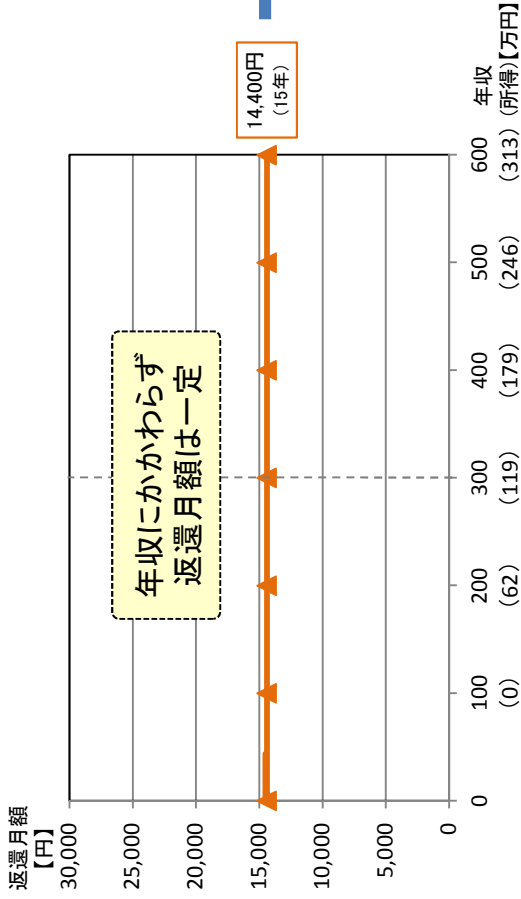 返還月額
【円】
30,000
25,000
20,000
15,000
10,000
5,000
0
年収にかかわらず
返還月額は一定
14,400円
(15年)
0 100 200 300 400 500 600 年収
(0) (62) (119) (179) (246) (313) (所得)【万円】